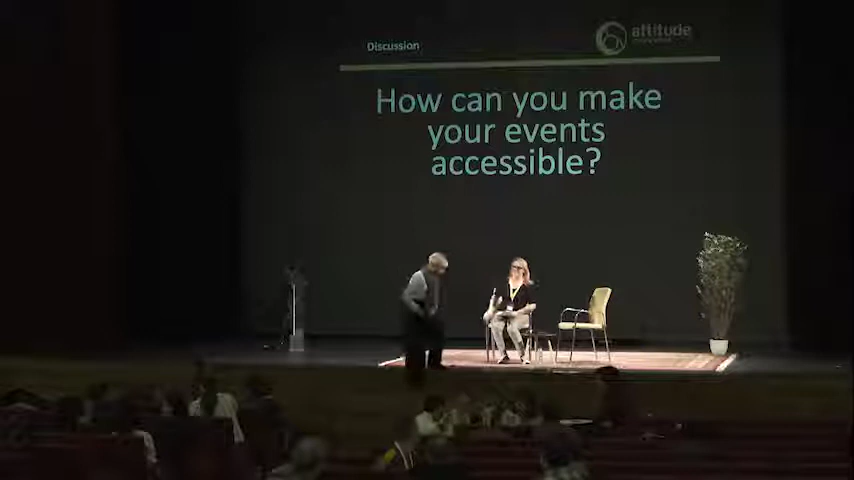 Discussion
attitude
How can you make
your events
accessible?